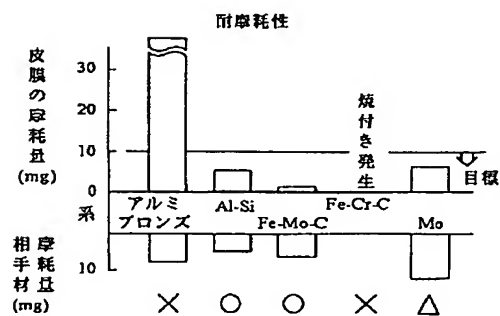 耐摩耗性
皮膜の摩耗量
(mg)
30
20
10
0
焼付き発生
目標
系
アルミ
ブロンズ
Al-Si
Fe-Mo-C
Fe-Cr-C
Mo
相手材
摩耗量
(mg)
10
× ○ ○ × △